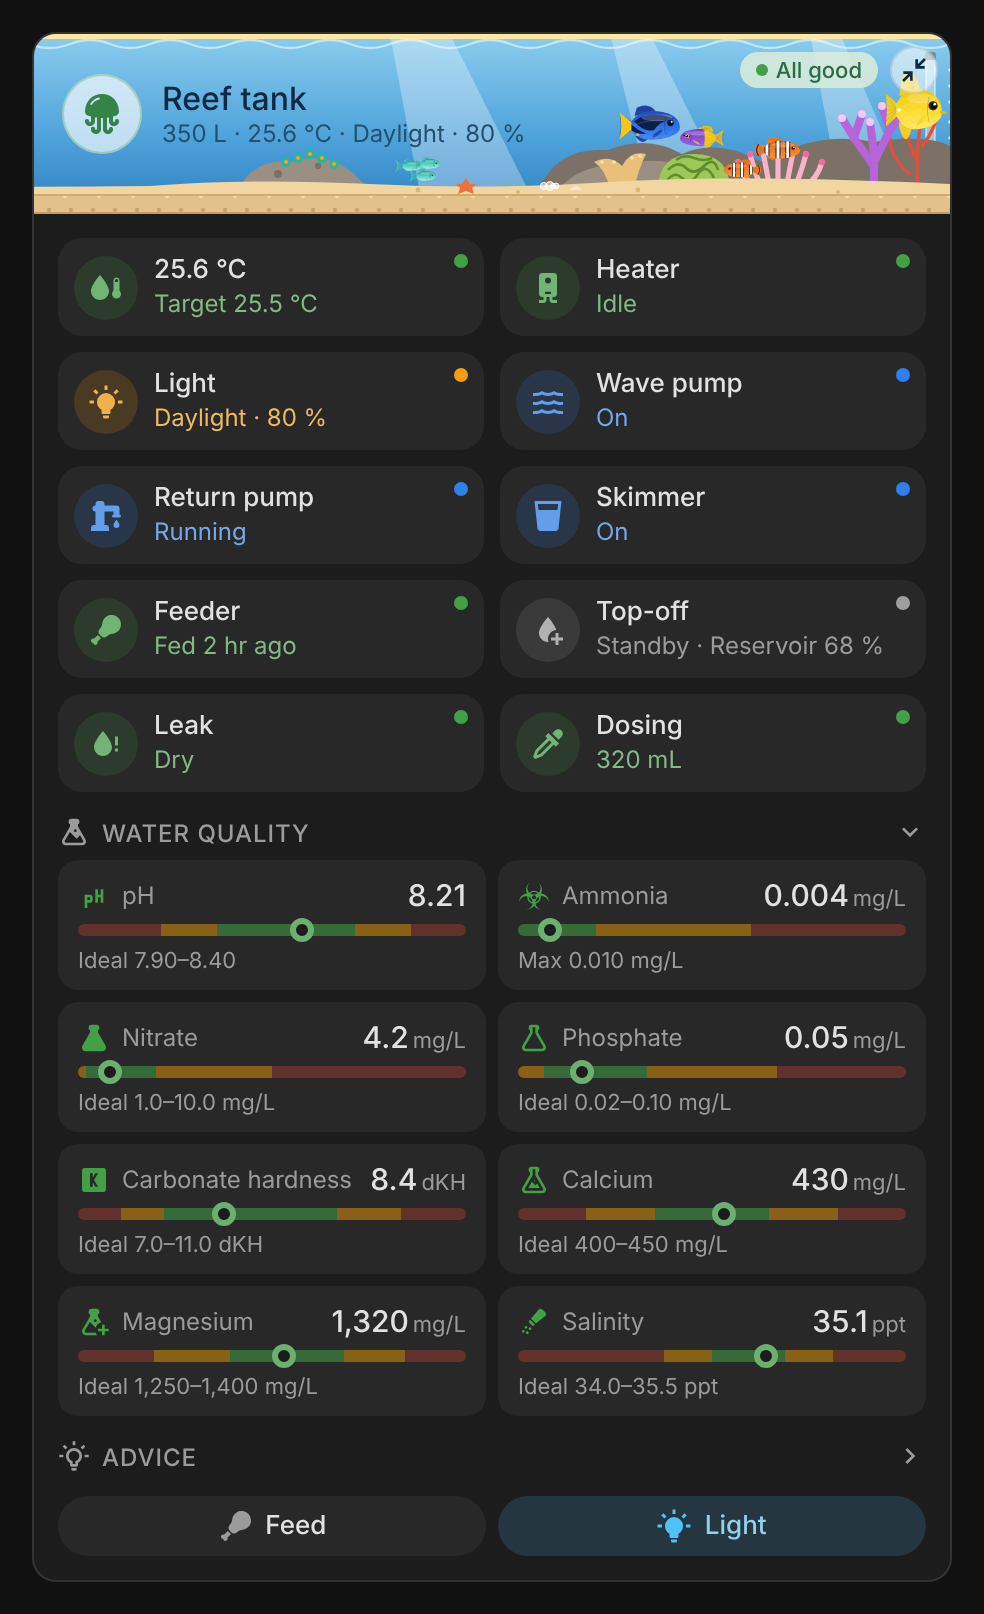 Reef tank
350 L · 25.6 °C · Daylight · 80 %
All good
25.6 °C
Target 25.5 °C
Heater
Idle
Light
Daylight · 80 %
Wave pump
On
Return pump
Running
Skimmer
On
Feeder
Fed 2 hr ago
Top-off
Standby · Reservoir 68 %
Leak
Dry
Dosing
320 mL
WATER QUALITY
pH pH 8.21
Ideal 7.90–8.40
Ammonia 0.004 mg/L
Max 0.010 mg/L
Nitrate 4.2 mg/L
Ideal 1.0–10.0 mg/L
Phosphate 0.05 mg/L
Ideal 0.02–0.10 mg/L
K Carbonate hardness 8.4 dKH
Ideal 7.0–11.0 dKH
Calcium 430 mg/L
Ideal 400–450 mg/L
Magnesium 1,320 mg/L
Ideal 1,250–1,400 mg/L
Salinity 35.1 ppt
Ideal 34.0–35.5 ppt
ADVICE
Feed
Light